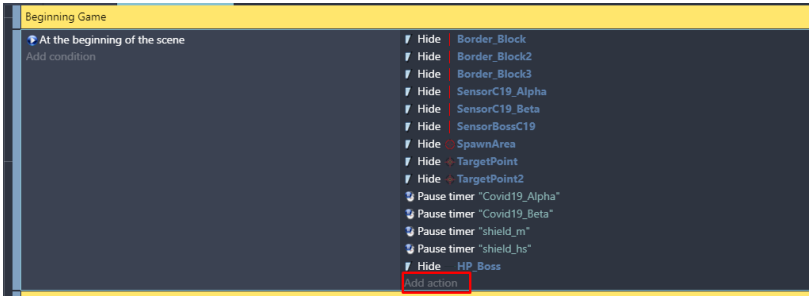 Beginning Game
At the beginning of the scene
Add condition
Hide Border_Block
Hide Border_Block2
Hide Border_Block3
Hide SensorC19_Alpha
Hide SensorC19_Beta
Hide SensorBossC19
Hide SpawnArea
Hide TargetPoint
Hide TargetPoint2
Pause timer "Covid19_Alpha"
Pause timer "Covid19_Beta"
Pause timer "shield_m"
Pause timer "shield_hs"
Hide HP_Boss
Add action